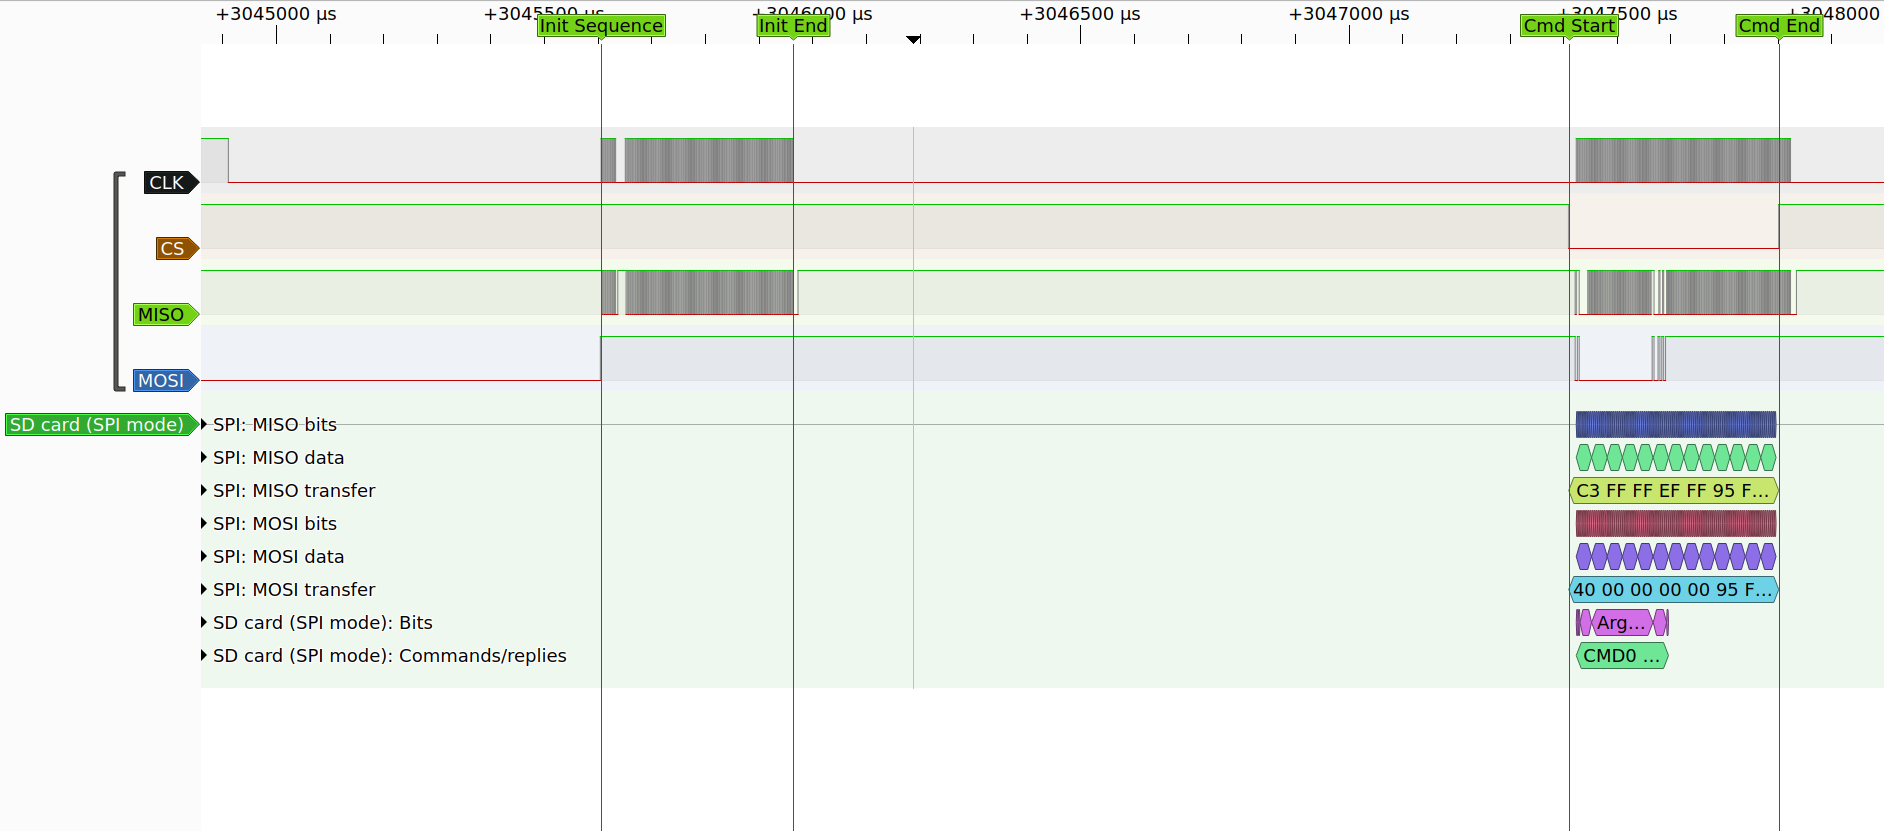 +3045000 µs +3045500 µs +3046000 µs +3046500 µs +3047000 µs +3047500 µs +3048000
Init Sequence Init End Cmd Start Cmd End
CLK
CS
MISO
MOSI
SD card (SPI mode) SPI: MISO bits
SPI: MISO data
SPI: MISO transfer C3 FF FF EF FF 95 F...
SPI: MOSI bits
SPI: MOSI data
SPI: MOSI transfer 40 00 00 00 00 95 F...
SD card (SPI mode): Bits Arg...
SD card (SPI mode): Commands/replies CMD0 ...